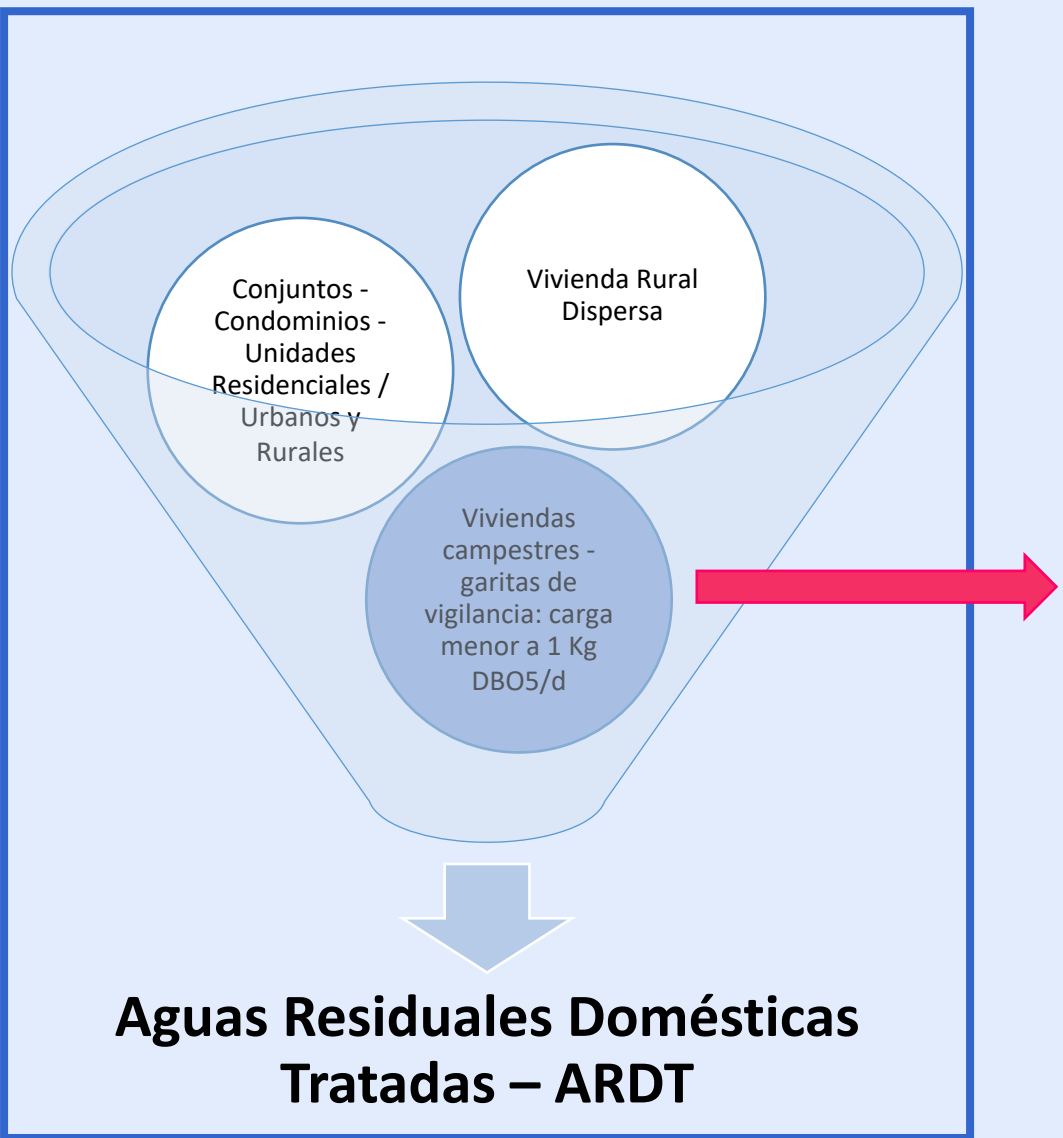 Conjuntos -
Condominios -
Unidades
Residenciales /
Urbanos y
Rurales
Vivienda Rural
Dispersa
Viviendas
campestres -
garitas de
vigilancia: carga
menor a 1 Kg
DBO5/d
Aguas Residuales Domésticas
Tratadas – ARDT